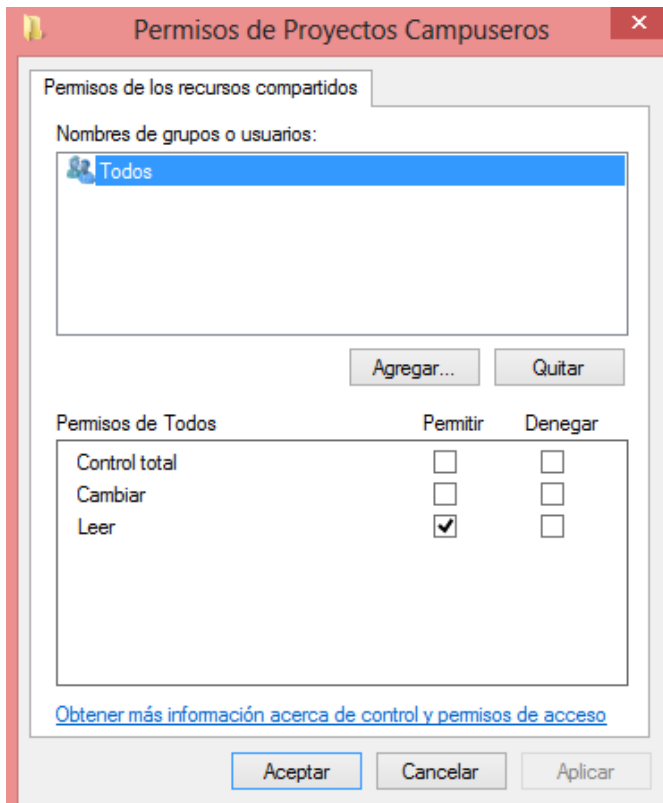 Permisos de Proyectos Campuseros
Permisos de los recursos compartidos
Nombres de grupos o usuarios:
Todos
Agregar... Quitar
Permisos de Todos Permitir Denegar
Control total
Cambiar
Leer
Obtener más información acerca de control y permisos de acceso
Aceptar Cancelar Aplicar